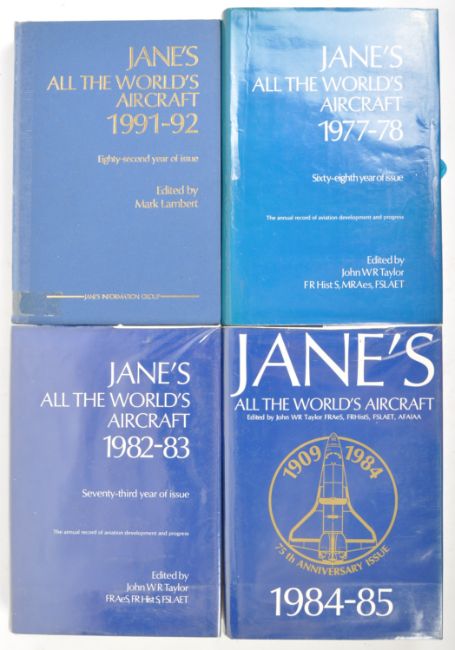 JANE'S
ALL THE WORLD'S
AIRCRAFT
1991-92
Eighty-second year of issue
Edited by
Mark Lambert
JANE'S INFORMATION GROUP
JANE'S
ALL THE WORLD'S
AIRCRAFT
1977-78
Sixty-eighth year of issue
The annual record of aviation development and progress
Edited by
John W R Taylor
F R Hist S, MRAes, FSLAET
JANE'S
ALL THE WORLD'S
AIRCRAFT
1982-83
Seventy-third year of issue
The annual record of aviation development and progress
Edited by
John W R Taylor
FRAeS, FR Hist S, FSLAET
JANE'S
ALL THE WORLD'S AIRCRAFT
Edited by John W R Taylor FRAeS, FRHistS, FSLAET, AFAIAA
1909 1984
75th ANNIVERSARY ISSUE
1984-85